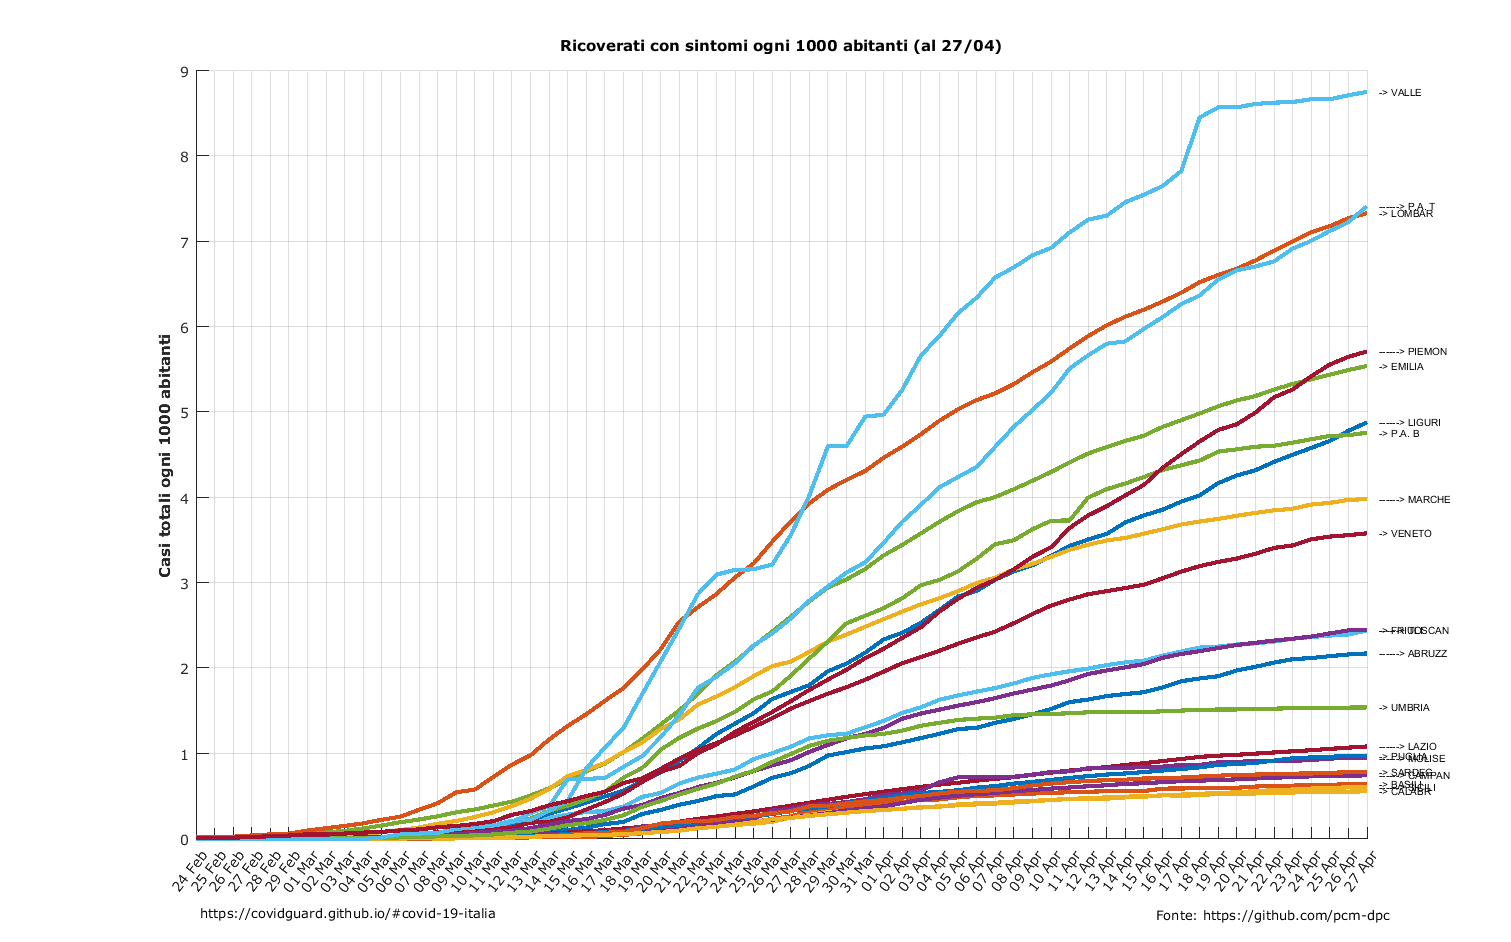 Ricoverati con sintomi ogni 1000 abitanti (al 27/04)
Casi totali ogni 1000 abitanti
9
8
7
6
5
4
3
2
1
0
-> VALLE
------> P.A. T
-> LOMBAR
------> PIEMON
-> EMILIA
------> LIGURI
-> P.A. B
------> MARCHE
-> VENETO
-> FRIULI
------> TOSCAN
------> ABRUZZ
-> UMBRIA
------> LAZIO
-> PUGLIA
------> MOLISE
-> SARDEG
------> CAMPAN
-> BASILI
-> CALABR
24 Feb
25 Feb
26 Feb
27 Feb
28 Feb
29 Feb
01 Mar
02 Mar
03 Mar
04 Mar
05 Mar
06 Mar
07 Mar
08 Mar
09 Mar
10 Mar
11 Mar
12 Mar
13 Mar
14 Mar
15 Mar
16 Mar
17 Mar
18 Mar
19 Mar
20 Mar
21 Mar
22 Mar
23 Mar
24 Mar
25 Mar
26 Mar
27 Mar
28 Mar
29 Mar
30 Mar
31 Mar
01 Apr
02 Apr
03 Apr
04 Apr
05 Apr
06 Apr
07 Apr
08 Apr
09 Apr
10 Apr
11 Apr
12 Apr
13 Apr
14 Apr
15 Apr
16 Apr
17 Apr
18 Apr
19 Apr
20 Apr
21 Apr
22 Apr
23 Apr
24 Apr
25 Apr
26 Apr
27 Apr
https://covidguard.github.io/#covid-19-italia
Fonte: https://github.com/pcm-dpc